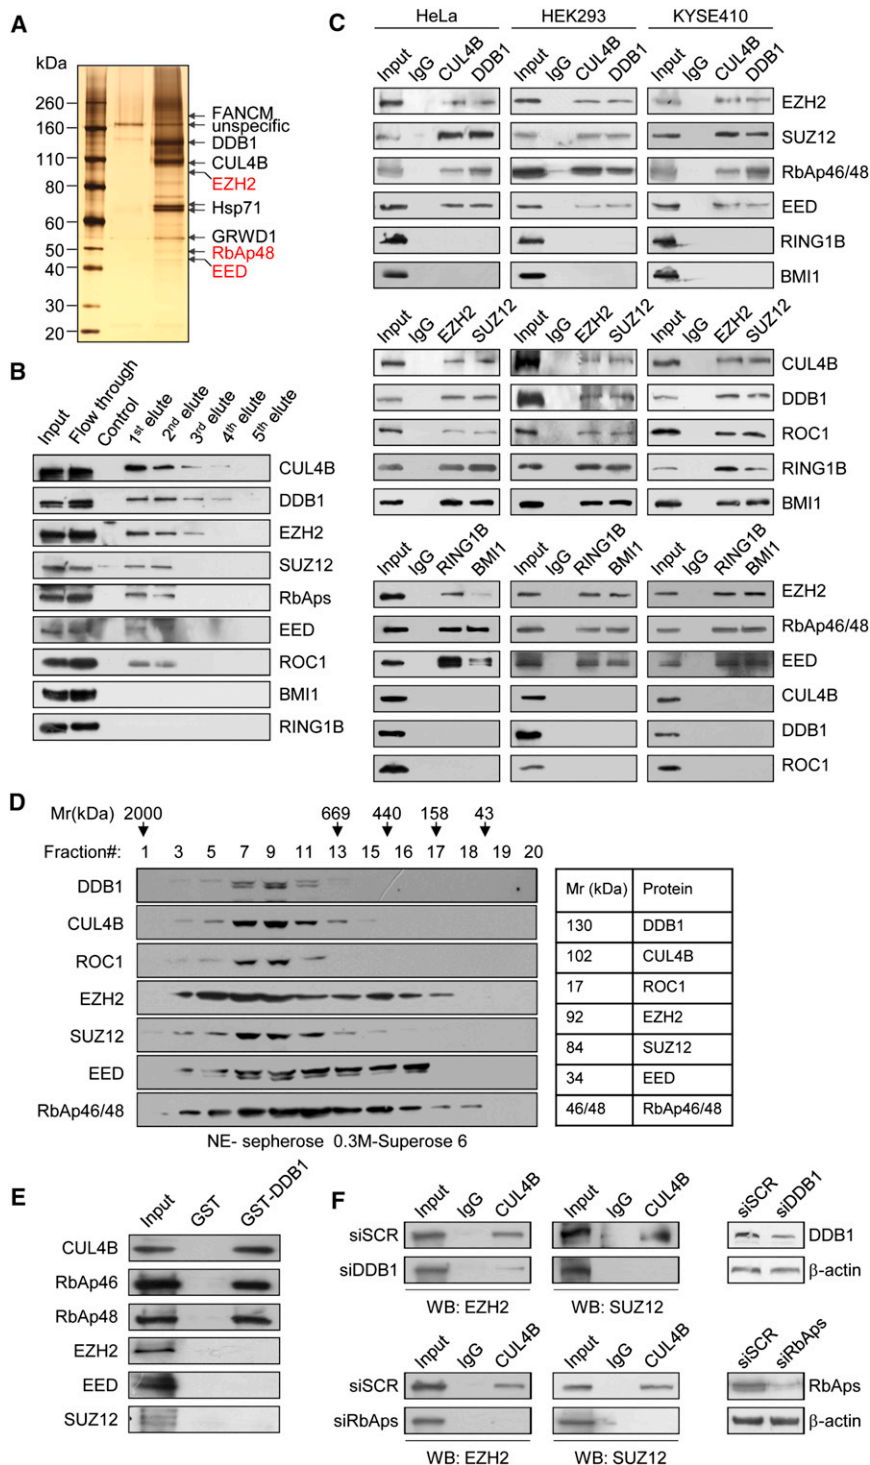 A
kDa
260
160
110
80
60
50
40
30
20
FANCM
unspecific
DDB1
CUL4B
EZH2
Hsp71
GRWD1
RbAp48
EED
B
Input
Flow through
Control
1st elute
2nd elute
3rd elute
4th elute
5th elute
CUL4B
DDB1
EZH2
SUZ12
RbAps
EED
ROC1
BMI1
RING1B
C
HeLa HEK293 KYSE410
Input IgG CUL4B DDB1 Input IgG CUL4B DDB1 Input IgG CUL4B DDB1
EZH2
SUZ12
RbAp46/48
EED
RING1B
BMI1
Input IgG EZH2 SUZ12 Input IgG EZH2 SUZ12 Input IgG EZH2 SUZ12
CUL4B
DDB1
ROC1
RING1B
BMI1
Input IgG RING1B BMI1 Input IgG RING1B BMI1 Input IgG RING1B BMI1
EZH2
RbAp46/48
EED
CUL4B
DDB1
ROC1
D
Mr(kDa) 2000 669 440 158 43
Fraction#: 1 3 5 7 9 11 13 15 16 17 18 19 20
DDB1
CUL4B
ROC1
EZH2
SUZ12
EED
RbAp46/48
NE- sepherose 0.3M-Superose 6
Mr (kDa) Protein
130 DDB1
102 CUL4B
17 ROC1
92 EZH2
84 SUZ12
34 EED
46/48 RbAp46/48
E
Input GST GST-DDB1
CUL4B
RbAp46
RbAp48
EZH2
EED
SUZ12
F
Input IgG CUL4B Input IgG CUL4B siSCR siDDB1
siSCR DDB1
siDDB1 β-actin
WB: EZH2 WB: SUZ12
Input IgG CUL4B Input IgG CUL4B siSCR siRbAps
siSCR RbAps
siRbAps β-actin
WB: EZH2 WB: SUZ12